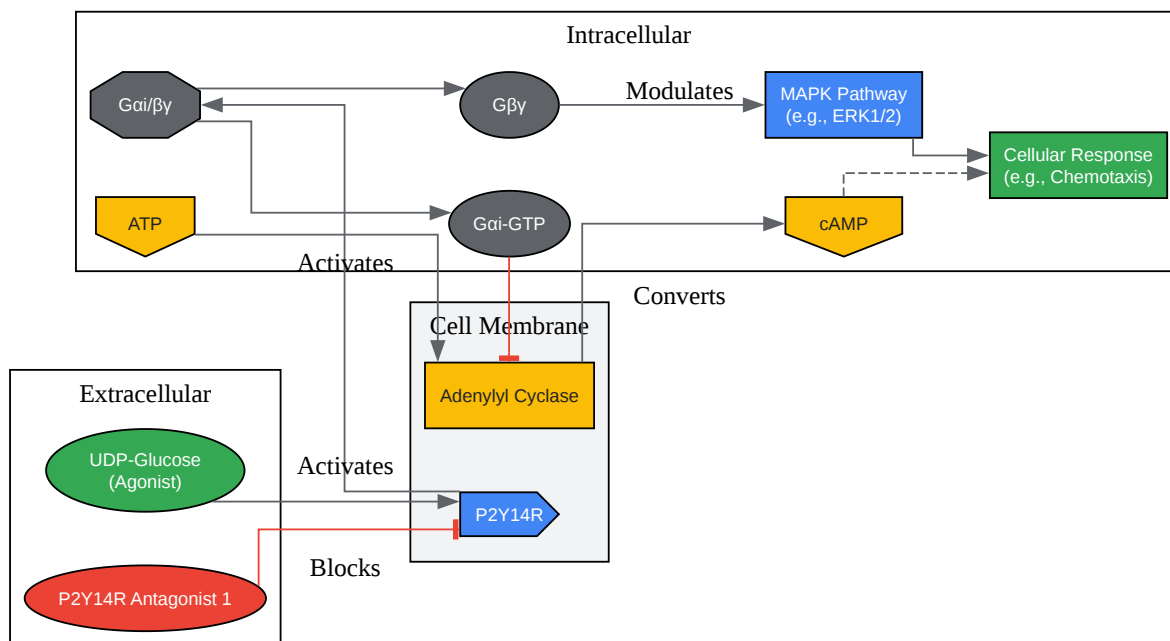 Intracellular
Gαi/βγ
Gβγ
Modulates
MAPK Pathway
(e.g., ERK1/2)
Cellular Response
(e.g., Chemotaxis)
ATP
Gαi-GTP
cAMP
Activates
Converts
Cell Membrane
Adenylyl Cyclase
Extracellular
UDP-Glucose
(Agonist)
Activates
P2Y14R
Blocks
P2Y14R Antagonist 1